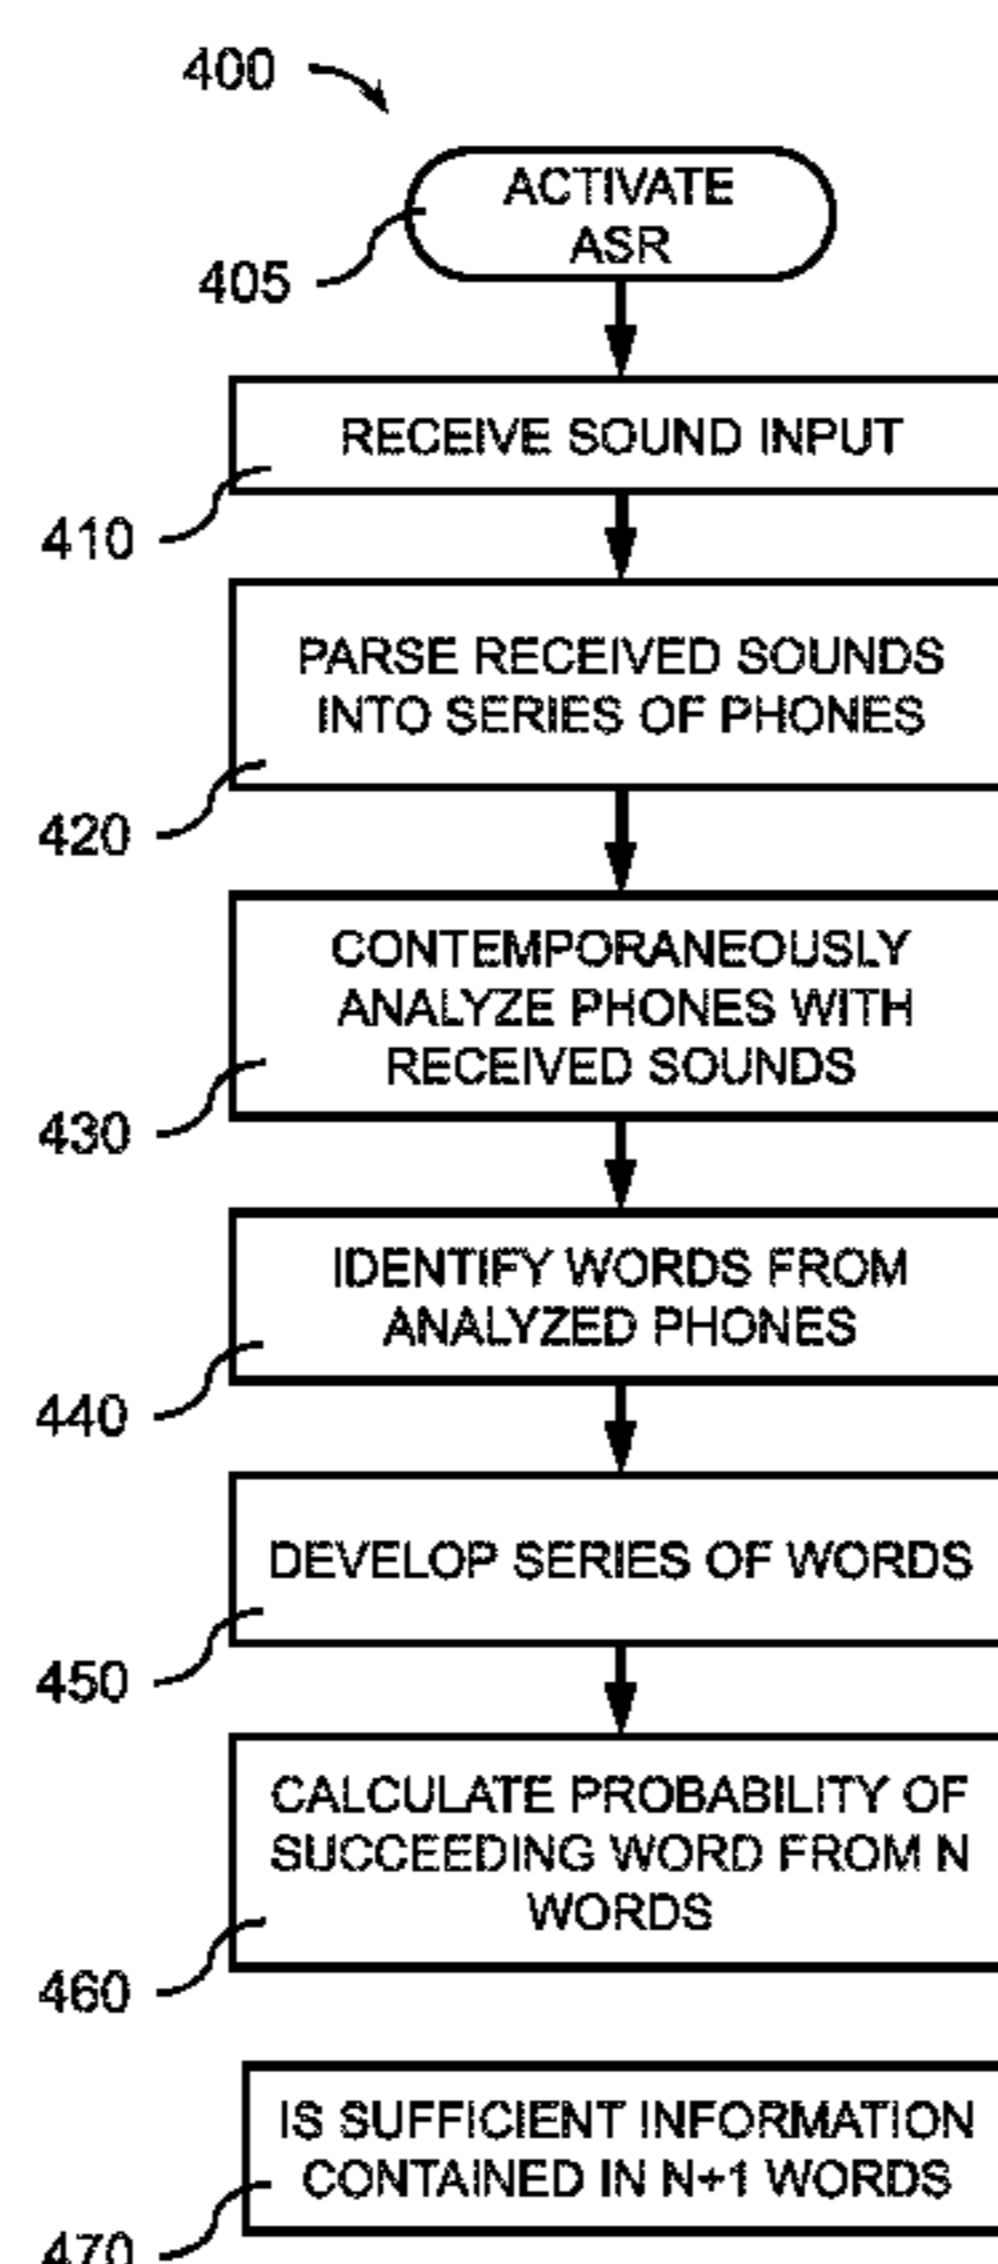 400
ACTIVATE
ASR
405
RECEIVE SOUND INPUT
410
PARSE RECEIVED SOUNDS
INTO SERIES OF PHONES
420
CONTEMPORANEOUSLY
ANALYZE PHONES WITH
RECEIVED SOUNDS
430
IDENTIFY WORDS FROM
ANALYZED PHONES
440
DEVELOP SERIES OF WORDS
450
CALCULATE PROBABILITY OF
SUCCEEDING WORD FROM N
WORDS
460
IS SUFFICIENT INFORMATION
CONTAINED IN N+1 WORDS
470